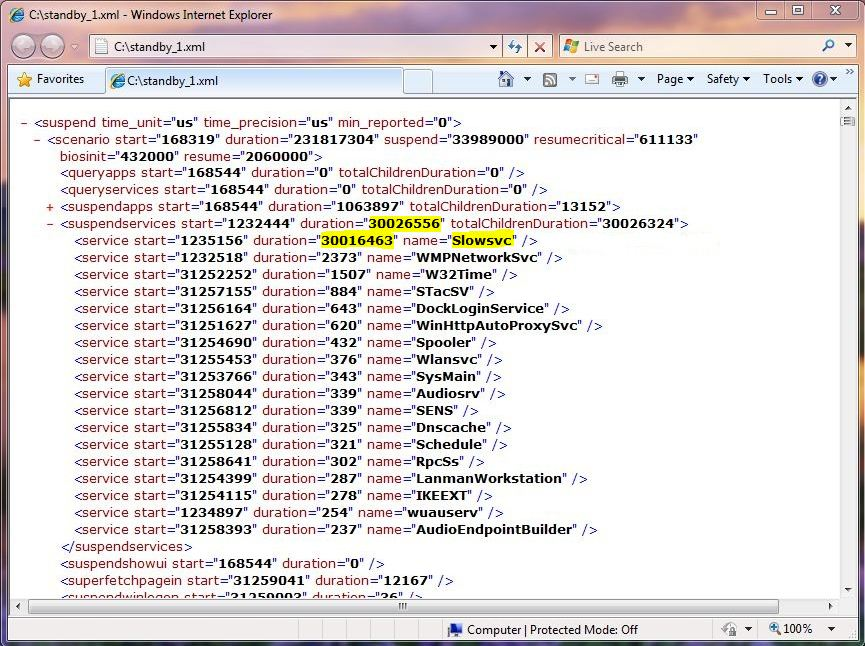 C:\standby_1.xml - Windows Internet Explorer
C:\standby_1.xml
Live Search
Favorites
C:\standby_1.xml
Page
Safety
Tools
- <suspend time_unit="us" time_precision="us" min_reported="0">
- <scenario start="168319" duration="231817304" suspend="33989000" resumecritical="611133"
biosinit="432000" resume="2060000">
<queryapps start="168544" duration="0" totalChildrenDuration="0" />
<queryservices start="168544" duration="0" totalChildrenDuration="0" />
+ <suspendapps start="168544" duration="1063897" totalChildrenDuration="13152">
- <suspendservices start="1232444" duration="30026556" totalChildrenDuration="30026324">
<service start="1235156" duration="30016463" name="Slowsvc" />
<service start="1232518" duration="2373" name="WMPNetworkSvc" />
<service start="31252252" duration="1507" name="W32Time" />
<service start="31257155" duration="884" name="STacSV" />
<service start="31256164" duration="643" name="DockLoginService" />
<service start="31251627" duration="620" name="WinHttpAutoProxySvc" />
<service start="31254690" duration="432" name="Spooler" />
<service start="31255453" duration="376" name="Wlansvc" />
<service start="31253766" duration="343" name="SysMain" />
<service start="31258044" duration="339" name="Audiosrv" />
<service start="31256812" duration="339" name="SENS" />
<service start="31255834" duration="325" name="Dnscache" />
<service start="31255128" duration="321" name="Schedule" />
<service start="31258641" duration="302" name="RpcSs" />
<service start="31254399" duration="287" name="LanmanWorkstation" />
<service start="31254115" duration="278" name="IKEEXT" />
<service start="1234897" duration="254" name="wuauserv" />
<service start="31258393" duration="237" name="AudioEndpointBuilder" />
</suspendservices>
<suspendshowui start="168544" duration="0" />
<superfetchpagein start="31259041" duration="12167" />
<suspendwinlogon start="31259003" duration="36" />
Computer | Protected Mode: Off
100%